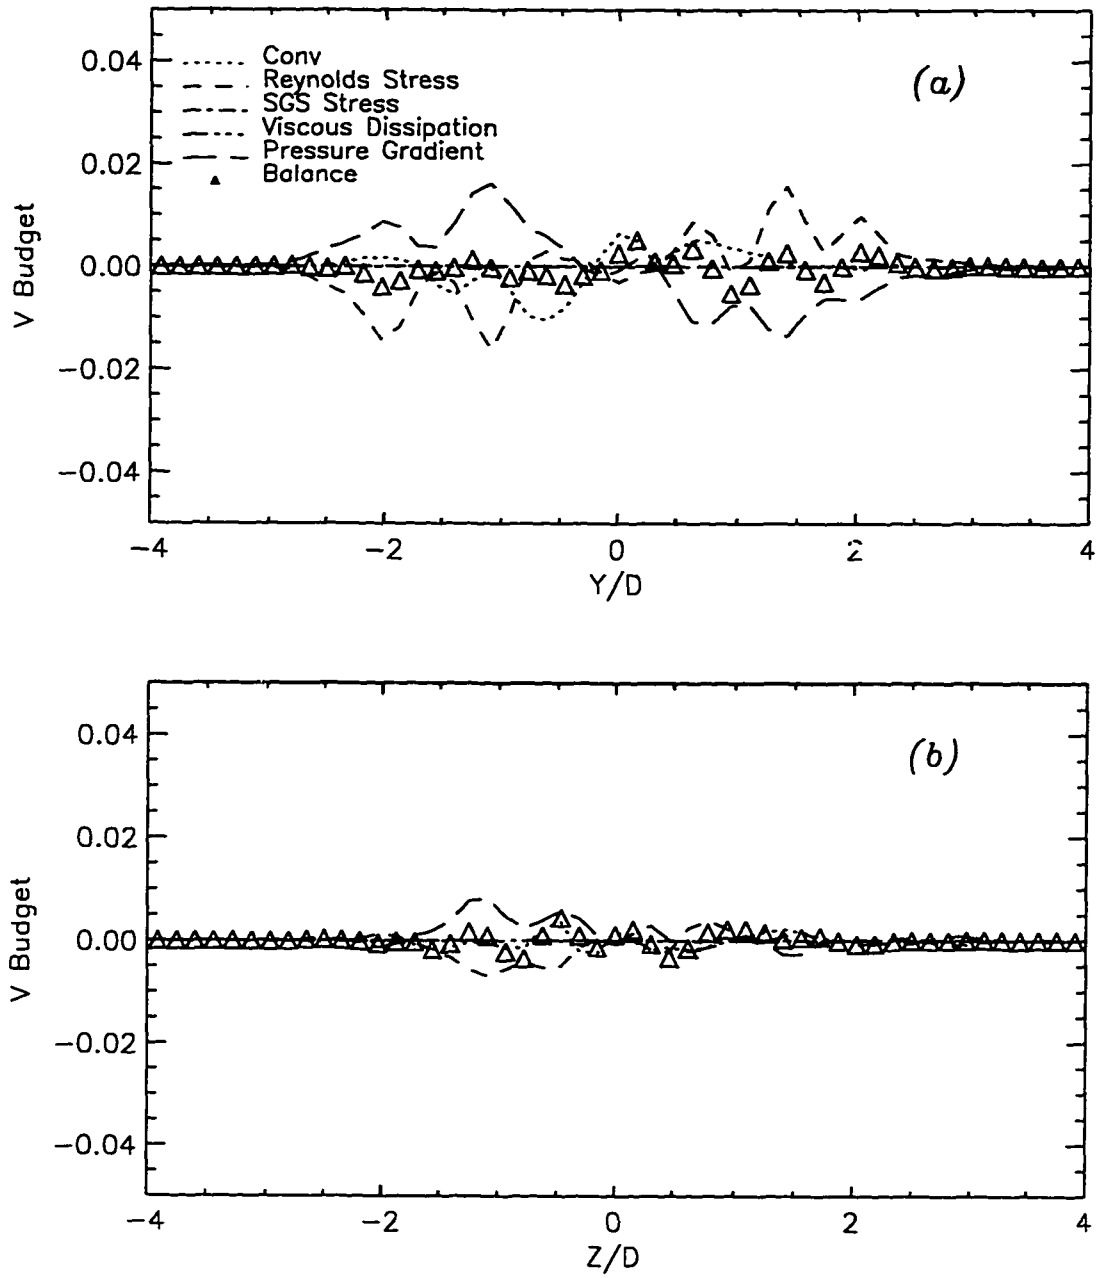 0.04
0.02
0.00
−0.02
−0.04
V Budget
Conv
Reynolds Stress
SGS Stress
Viscous Dissipation
Pressure Gradient
Balance
(a)
−4 −2 0 2 4
Y/D
0.04
0.02
0.00
−0.02
−0.04
V Budget
(b)
−4 −2 0 2 4
Z/D